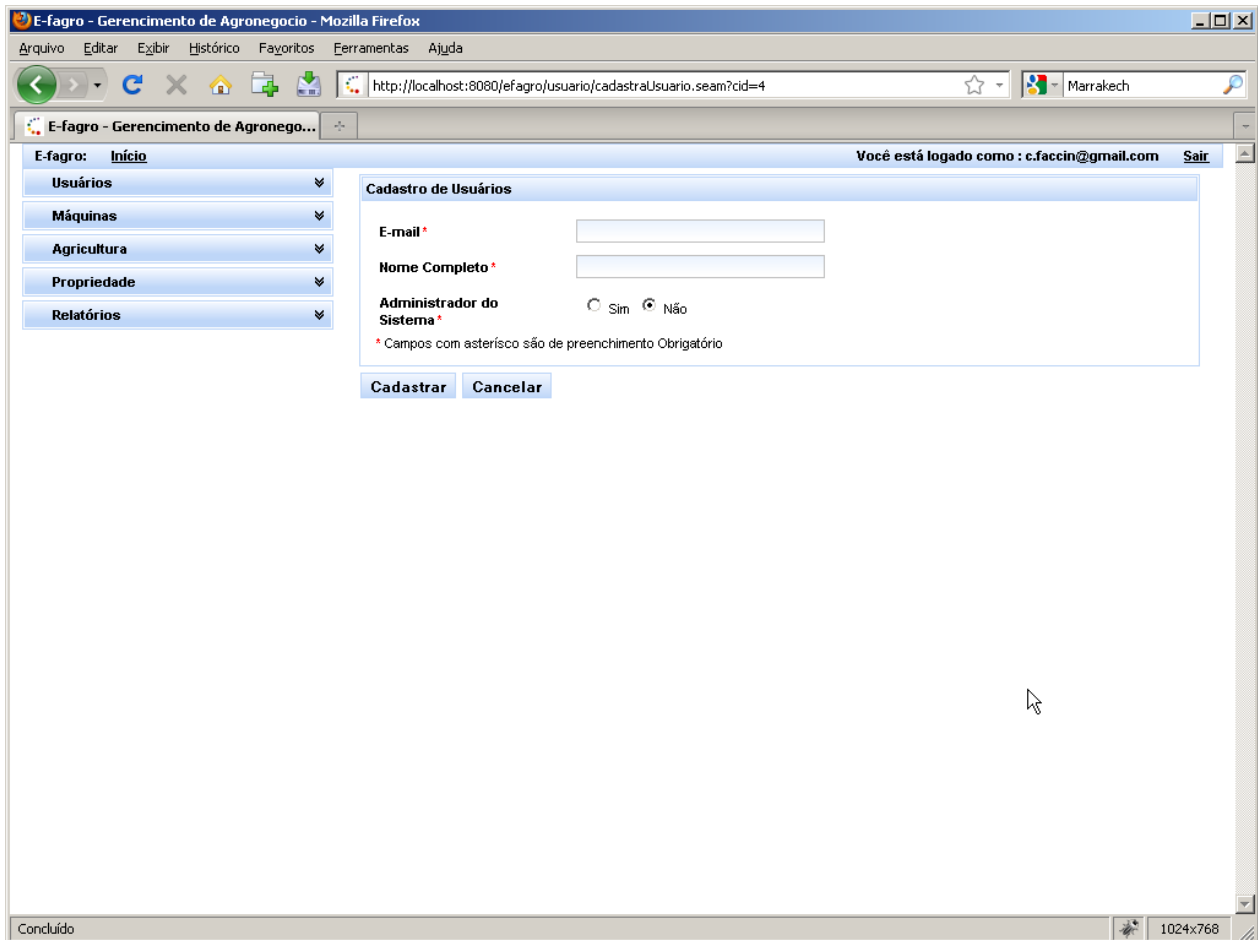 E-fagro - Gerencimento de Agronegocio - Mozilla Firefox
Arquivo Editar Exibir Histórico Favoritos Ferramentas Ajuda
http://localhost:8080/efagro/usuario/cadastraUsuario.seam?cid=4 Marrakech
E-fagro - Gerencimento de Agronego...
E-fagro: Início Você está logado como : c.faccin@gmail.com Sair
Usuários
Máquinas
Agricultura
Propriedade
Relatórios
Cadastro de Usuários
E-mail *
Nome Completo *
Administrador do
Sistema * Sim Não
* Campos com asterísco são de preenchimento Obrigatório
Cadastrar Cancelar
Concluído 1024x768